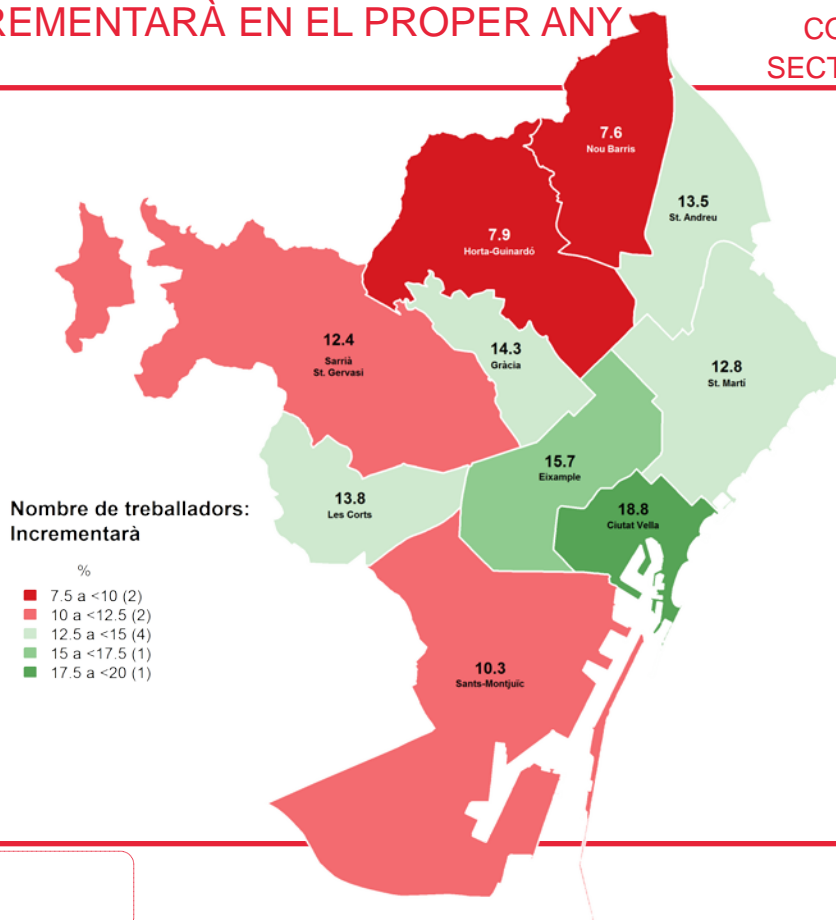 REMENTARÀ EN EL PROPER ANY
CO
SECT
7.6
Nou Barris
13.5
St. Andreu
7.9
Horta-Guinardó
12.4
Sarrià
St. Gervasi
14.3
Gràcia
12.8
St. Martí
15.7
Eixample
13.8
Les Corts
18.8
Ciutat Vella
10.3
Sants-Montjuïc
Nombre de treballadors:
Incrementarà
%
7.5 a <10 (2)
10 a <12.5 (2)
12.5 a <15 (4)
15 a <17.5 (1)
17.5 a <20 (1)